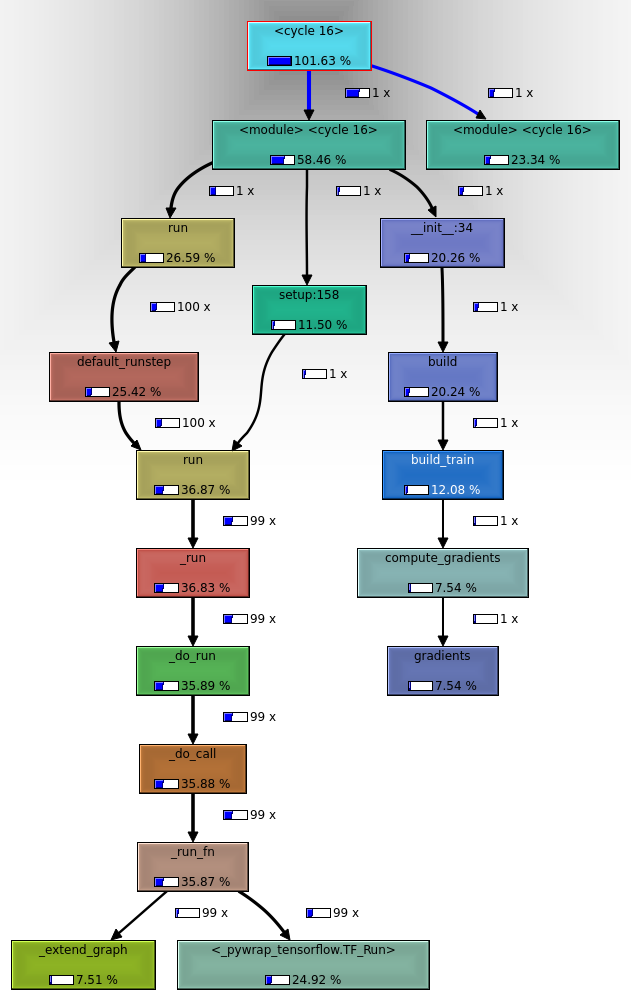 <cycle 16>
101.63 %
1 x
1 x
<module> <cycle 16>
58.46 %
<module> <cycle 16>
23.34 %
1 x
1 x
1 x
run
26.59 %
__init__:34
20.26 %
setup:158
11.50 %
100 x
1 x
default_runstep
25.42 %
build
20.24 %
1 x
100 x
1 x
run
36.87 %
build_train
12.08 %
99 x
1 x
_run
36.83 %
compute_gradients
7.54 %
99 x
1 x
_do_run
35.89 %
gradients
7.54 %
99 x
_do_call
35.88 %
99 x
_run_fn
35.87 %
99 x
99 x
_extend_graph
7.51 %
<_pywrap_tensorflow.TF_Run>
24.92 %